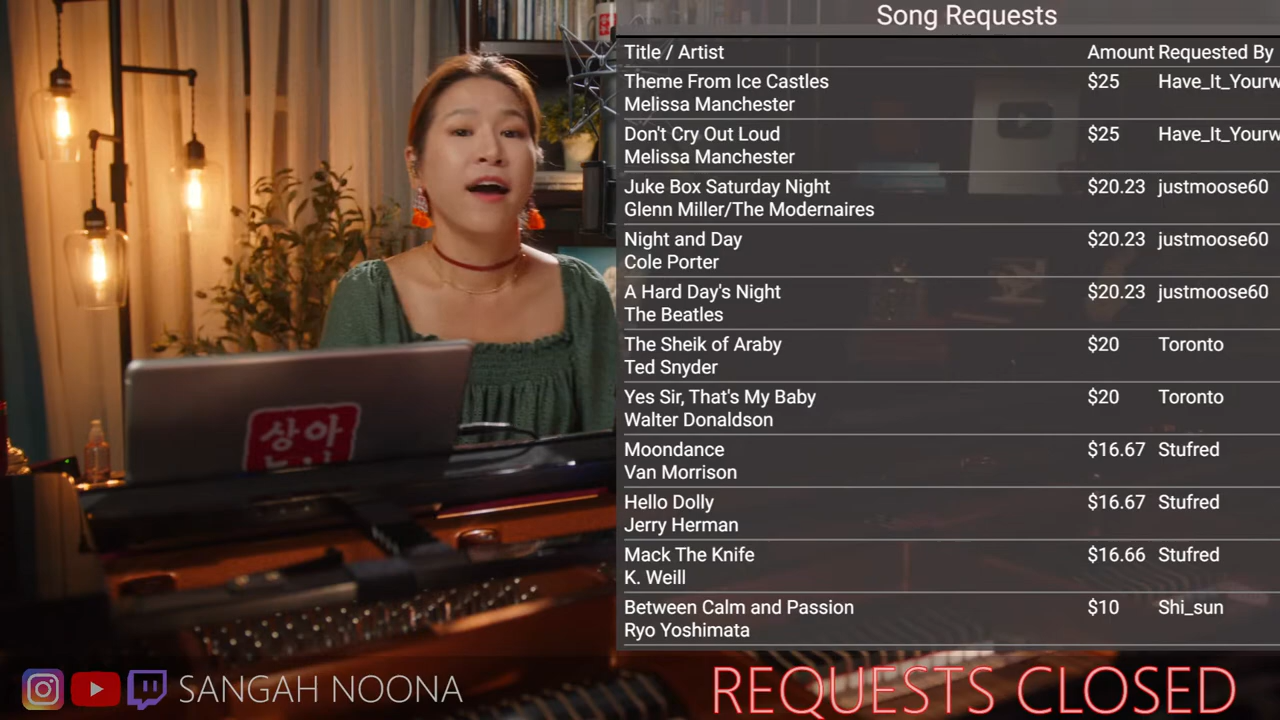 Song Requests
Title / Artist Amount Requested By
Theme From Ice Castles $25 Have_It_Yourw
Melissa Manchester
Don't Cry Out Loud $25 Have_It_Yourw
Melissa Manchester
Juke Box Saturday Night $20.23 justmoose60
Glenn Miller/The Modernaires
Night and Day $20.23 justmoose60
Cole Porter
A Hard Day's Night $20.23 justmoose60
The Beatles
The Sheik of Araby $20 Toronto
Ted Snyder
Yes Sir, That's My Baby $20 Toronto
Walter Donaldson
Moondance $16.67 Stufred
Van Morrison
Hello Dolly $16.67 Stufred
Jerry Herman
Mack The Knife $16.66 Stufred
K. Weill
Between Calm and Passion $10 Shi_sun
Ryo Yoshimata
상아
SANGAH NOONA
REQUESTS CLOSED